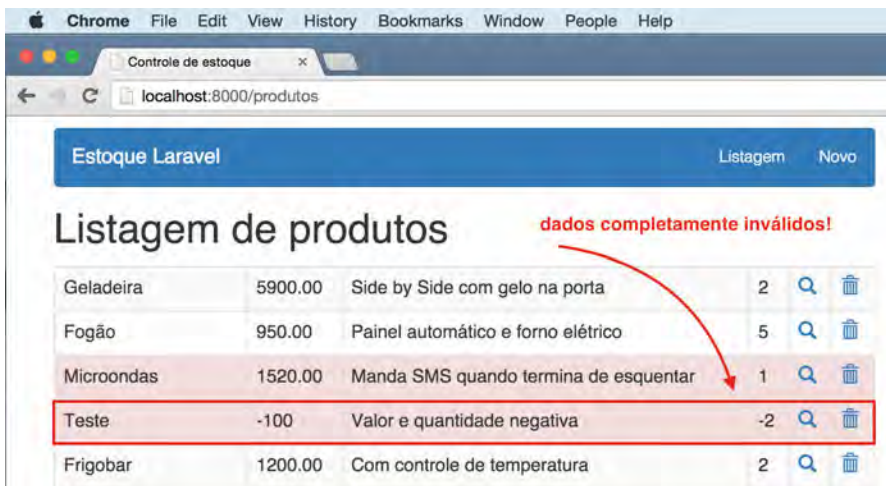 Chrome File Edit View History Bookmarks Window People Help
Controle de estoque ×
localhost:8000/produtos
Estoque Laravel Listagem Novo
Listagem de produtos
dados completamente inválidos!
Geladeira 5900.00 Side by Side com gelo na porta 2
Fogão 950.00 Painel automático e forno elétrico 5
Microondas 1520.00 Manda SMS quando termina de esquentar 1
Teste -100 Valor e quantidade negativa -2
Frigobar 1200.00 Com controle de temperatura 2